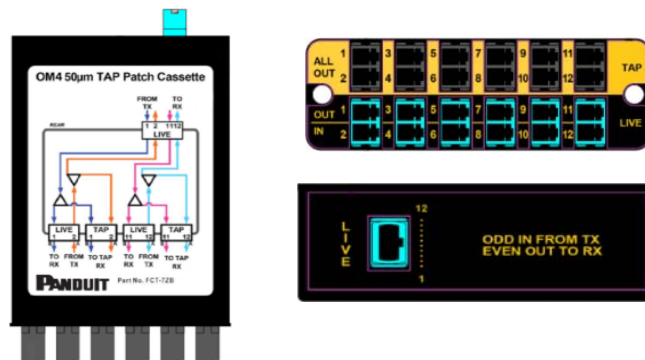 OM4 50µm TAP Patch Cassette
FROM TX
TO RX
REAR
1 2 11 12
LIVE
LIVE
1 2
TAP
1 2
LIVE
11 12
TAP
11 12
TO RX
FROM TX
TO TAP RX
TO RX
FROM TX
TO TAP RX
PANDUIT Part No. FCT-7ZB
ALL OUT
1 3 5 7 9 11
2 4 6 8 10 12
TAP
OUT 1 3 5 7 9 11
IN 2 4 6 8 10 12
LIVE
LIVE
12
1
ODD IN FROM TX
EVEN OUT TO RX